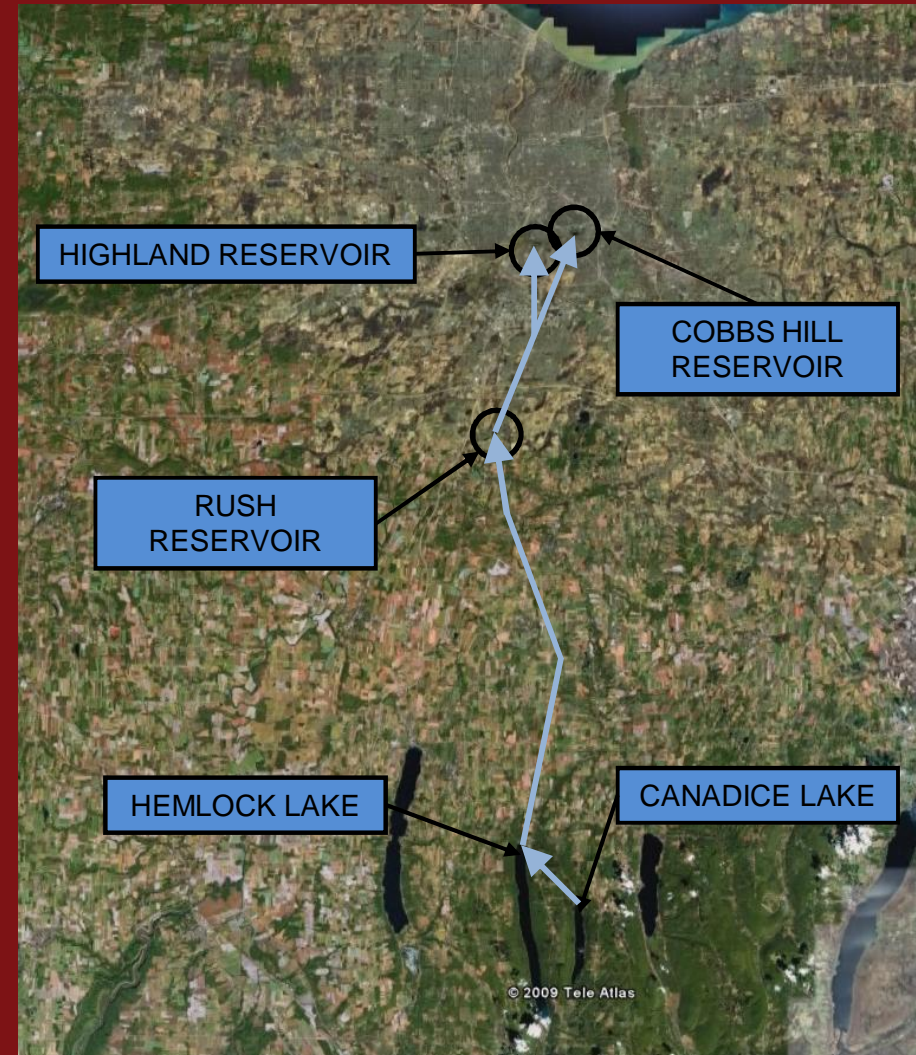 HIGHLAND RESERVOIR
COBBS HILL
RESERVOIR
RUSH
RESERVOIR
HEMLOCK LAKE
CANADICE LAKE
© 2009 Tele Atlas